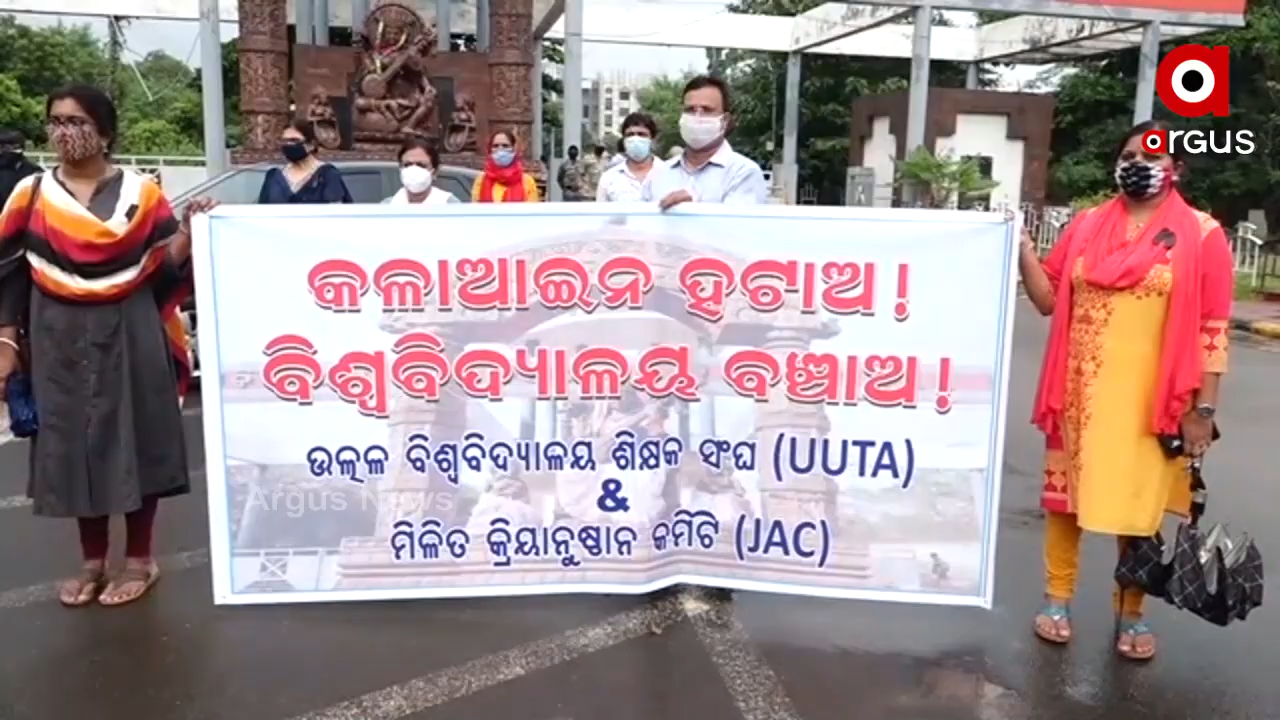 argus
କଳାଆଇନ ହଟାଅ !
ବିଶ୍ୱବିଦ୍ୟାଳୟ ବଞ୍ଚାଅ !
ଉତ୍କଳ ବିଶ୍ୱବିଦ୍ୟାଳୟ ଶିକ୍ଷକ ସଂଘ (UUTA)
Argus News
&
ମିଳିତ କ୍ରିୟାନୁଷ୍ଠାନ କମିଟି (JAC)